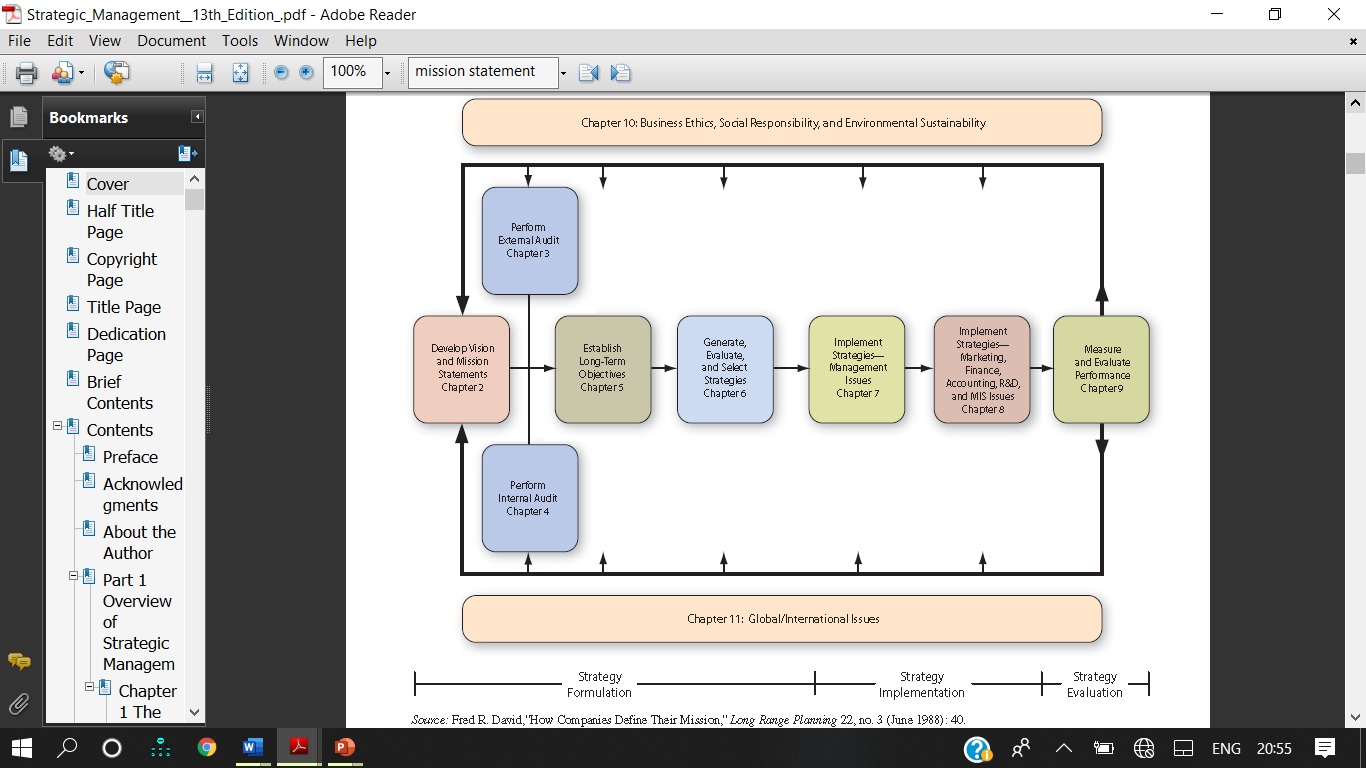 Strategic_Management__13th_Edition_.pdf - Adobe Reader
File Edit View Document Tools Window Help
100%
mission statement
Bookmarks
Cover
Half Title
Page
Copyright
Page
Title Page
Dedication
Page
Brief
Contents
Contents
Preface
Acknowled
gments
About the
Author
Part 1
Overview
of
Strategic
Managem
Chapter
1 The
Chapter 10: Business Ethics, Social Responsibility, and Environmental Sustainability
Perform
External Audit
Chapter 3
Develop Vision
and Mission
Statements
Chapter 2
Establish
Long-Term
Objectives
Chapter 5
Generate,
Evaluate,
and Select
Strategies
Chapter 6
Implement
Strategies—
Management
Issues
Chapter 7
Implement
Strategies—
Marketing,
Finance,
Accounting, R&D,
and MIS Issues
Chapter 8
Measure
and Evaluate
Performance
Chapter 9
Perform
Internal Audit
Chapter 4
Chapter 11: Global/International Issues
Strategy
Formulation
Strategy
Implementation
Strategy
Evaluation
Source: Fred R. David,"How Companies Define Their Mission," Long Range Planning 22, no. 3 (June 1988): 40.
ENG 20:55